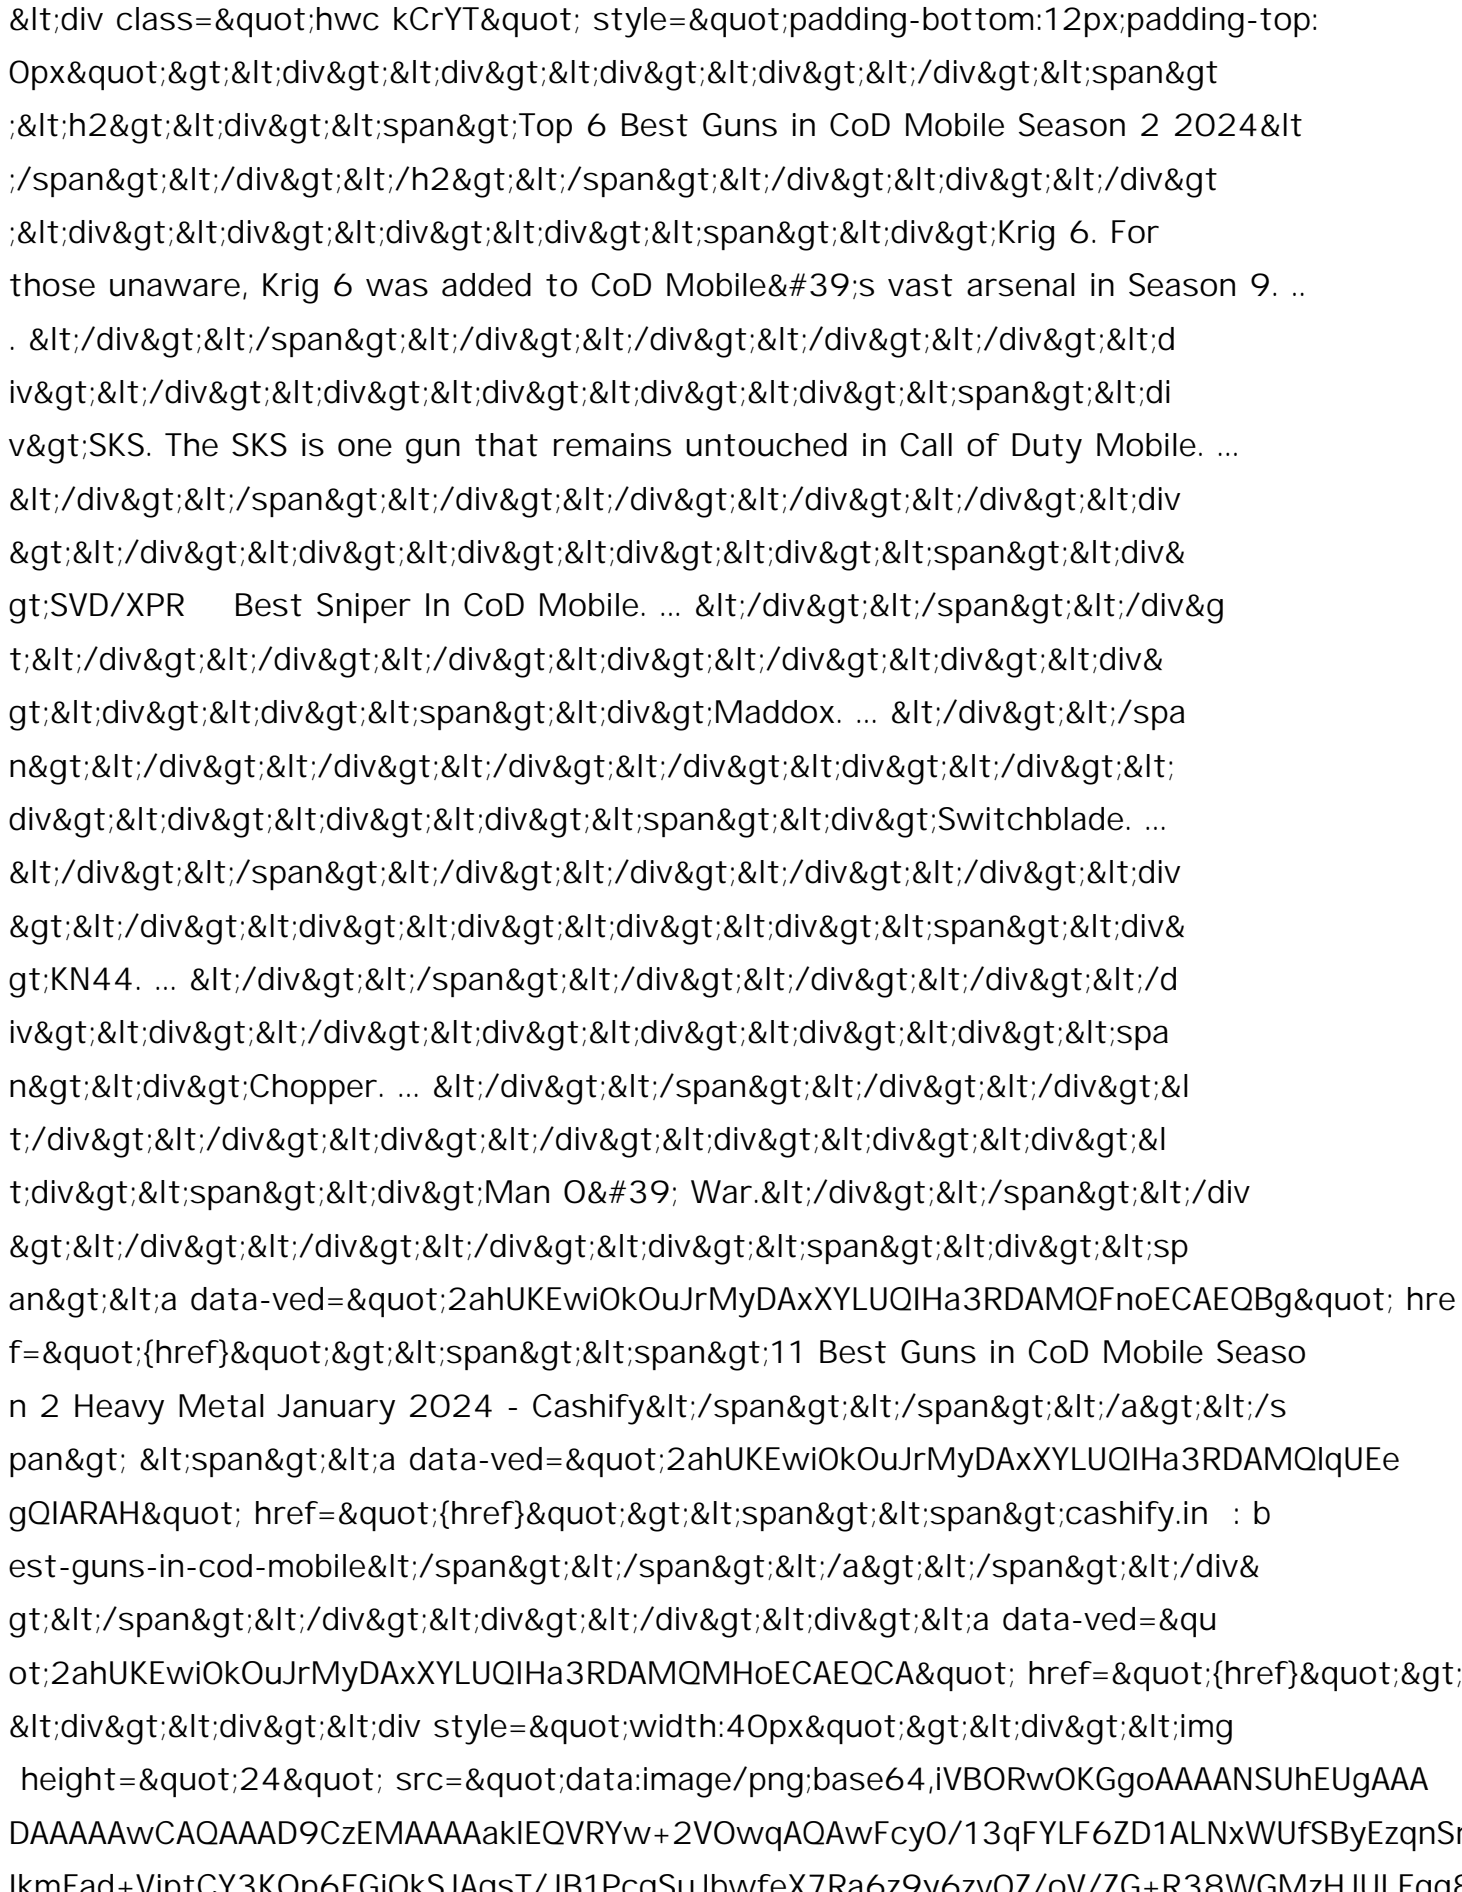 &lt;div class=&quot;hwc kCrYT&quot; style=&quot;padding-bottom:12px;padding-top:
0px&quot;&gt;&lt;div&gt;&lt;div&gt;&lt;div&gt;&lt;div&gt;&lt;/div&gt;&lt;span&gt
;&lt;h2&gt;&lt;div&gt;&lt;span&gt;Top 6 Best Guns in CoD Mobile Season 2 2024&lt
;/span&gt;&lt;/div&gt;&lt;/h2&gt;&lt;/span&gt;&lt;/div&gt;&lt;div&gt;&lt;/div&gt
;&lt;div&gt;&lt;div&gt;&lt;div&gt;&lt;div&gt;&lt;span&gt;&lt;div&gt;Krig 6. For
those unaware, Krig 6 was added to CoD Mobile&#39;s vast arsenal in Season 9. ..
. &lt;/div&gt;&lt;/span&gt;&lt;/div&gt;&lt;/div&gt;&lt;/div&gt;&lt;/div&gt;&lt;d
iv&gt;&lt;/div&gt;&lt;div&gt;&lt;div&gt;&lt;div&gt;&lt;div&gt;&lt;span&gt;&lt;di
v&gt;SKS. The SKS is one gun that remains untouched in Call of Duty Mobile. ...
&lt;/div&gt;&lt;/span&gt;&lt;/div&gt;&lt;/div&gt;&lt;/div&gt;&lt;/div&gt;&lt;div
&gt;&lt;/div&gt;&lt;div&gt;&lt;div&gt;&lt;div&gt;&lt;div&gt;&lt;span&gt;&lt;div&
gt;SVD/XPR    Best Sniper In CoD Mobile. ... &lt;/div&gt;&lt;/span&gt;&lt;/div&g
t;&lt;/div&gt;&lt;/div&gt;&lt;/div&gt;&lt;div&gt;&lt;/div&gt;&lt;div&gt;&lt;div&
gt;&lt;div&gt;&lt;div&gt;&lt;span&gt;&lt;div&gt;Maddox. ... &lt;/div&gt;&lt;/spa
n&gt;&lt;/div&gt;&lt;/div&gt;&lt;/div&gt;&lt;/div&gt;&lt;div&gt;&lt;/div&gt;&lt;
div&gt;&lt;div&gt;&lt;div&gt;&lt;div&gt;&lt;span&gt;&lt;div&gt;Switchblade. ...
&lt;/div&gt;&lt;/span&gt;&lt;/div&gt;&lt;/div&gt;&lt;/div&gt;&lt;/div&gt;&lt;div
&gt;&lt;/div&gt;&lt;div&gt;&lt;div&gt;&lt;div&gt;&lt;div&gt;&lt;span&gt;&lt;div&
gt;KN44. ... &lt;/div&gt;&lt;/span&gt;&lt;/div&gt;&lt;/div&gt;&lt;/div&gt;&lt;/d
iv&gt;&lt;div&gt;&lt;/div&gt;&lt;div&gt;&lt;div&gt;&lt;div&gt;&lt;div&gt;&lt;spa
n&gt;&lt;div&gt;Chopper. ... &lt;/div&gt;&lt;/span&gt;&lt;/div&gt;&lt;/div&gt;&l
t;/div&gt;&lt;/div&gt;&lt;div&gt;&lt;/div&gt;&lt;div&gt;&lt;div&gt;&lt;div&gt;&l
t;div&gt;&lt;span&gt;&lt;div&gt;Man O&#39; War.&lt;/div&gt;&lt;/span&gt;&lt;/div
&gt;&lt;/div&gt;&lt;/div&gt;&lt;/div&gt;&lt;div&gt;&lt;span&gt;&lt;div&gt;&lt;sp
an&gt;&lt;a data-ved=&quot;2ahUKEwi0kOuJrMyDAxXYLUQIHa3RDAMQFnoECAEQBg&quot; hre
f=&quot;{href}&quot;&gt;&lt;span&gt;&lt;span&gt;11 Best Guns in CoD Mobile Seaso
n 2 Heavy Metal January 2024 - Cashify&lt;/span&gt;&lt;/span&gt;&lt;/a&gt;&lt;/s
pan&gt; &lt;span&gt;&lt;a data-ved=&quot;2ahUKEwi0kOuJrMyDAxXYLUQIHa3RDAMQlqUEe
gQIARAH&quot; href=&quot;{href}&quot;&gt;&lt;span&gt;&lt;span&gt;cashify.in  : b
est-guns-in-cod-mobile&lt;/span&gt;&lt;/span&gt;&lt;/a&gt;&lt;/span&gt;&lt;/div&
gt;&lt;/span&gt;&lt;/div&gt;&lt;div&gt;&lt;/div&gt;&lt;div&gt;&lt;a data-ved=&qu
ot;2ahUKEwi0kOuJrMyDAxXYLUQIHa3RDAMQMHoECAEQCA&quot; href=&quot;{href}&quot;&gt;
&lt;div&gt;&lt;div&gt;&lt;div style=&quot;width:40px&quot;&gt;&lt;div&gt;&lt;img
height=&quot;24&quot; src=&quot;data:image/png;base64,iVBORw0KGgoAAAANSUhEUgAAA